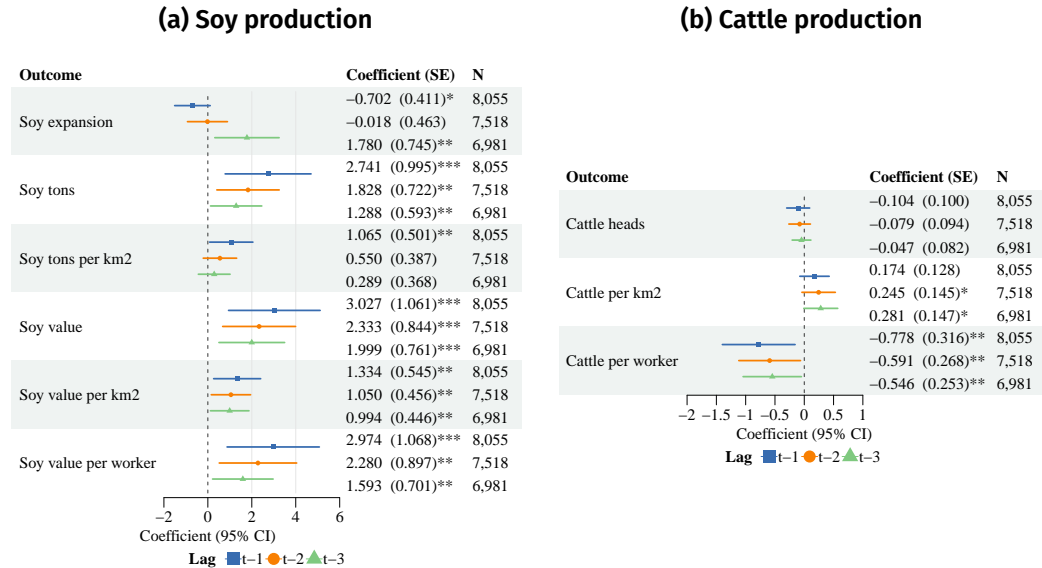 (a) Soy production
Outcome Coefficient (SE) N
Soy expansion
−0.702 (0.411)* 8,055
−0.018 (0.463) 7,518
1.780 (0.745)** 6,981
Soy tons
2.741 (0.995)*** 8,055
1.828 (0.722)** 7,518
1.288 (0.593)** 6,981
Soy tons per km2
1.065 (0.501)** 8,055
0.550 (0.387) 7,518
0.289 (0.368) 6,981
Soy value
3.027 (1.061)*** 8,055
2.333 (0.844)*** 7,518
1.999 (0.761)*** 6,981
Soy value per km2
1.334 (0.545)** 8,055
1.050 (0.456)** 7,518
0.994 (0.446)** 6,981
Soy value per worker
2.974 (1.068)*** 8,055
2.280 (0.897)** 7,518
1.593 (0.701)** 6,981
−2 0 2 4 6
Coefficient (95% CI)
Lag t−1 t−2 t−3
(b) Cattle production
Outcome Coefficient (SE) N
Cattle heads
−0.104 (0.100) 8,055
−0.079 (0.094) 7,518
−0.047 (0.082) 6,981
Cattle per km2
0.174 (0.128) 8,055
0.245 (0.145)* 7,518
0.281 (0.147)* 6,981
Cattle per worker
−0.778 (0.316)** 8,055
−0.591 (0.268)** 7,518
−0.546 (0.253)** 6,981
−2 −1.5 −1 −0.5 0 0.5 1
Coefficient (95% CI)
Lag t−1 t−2 t−3